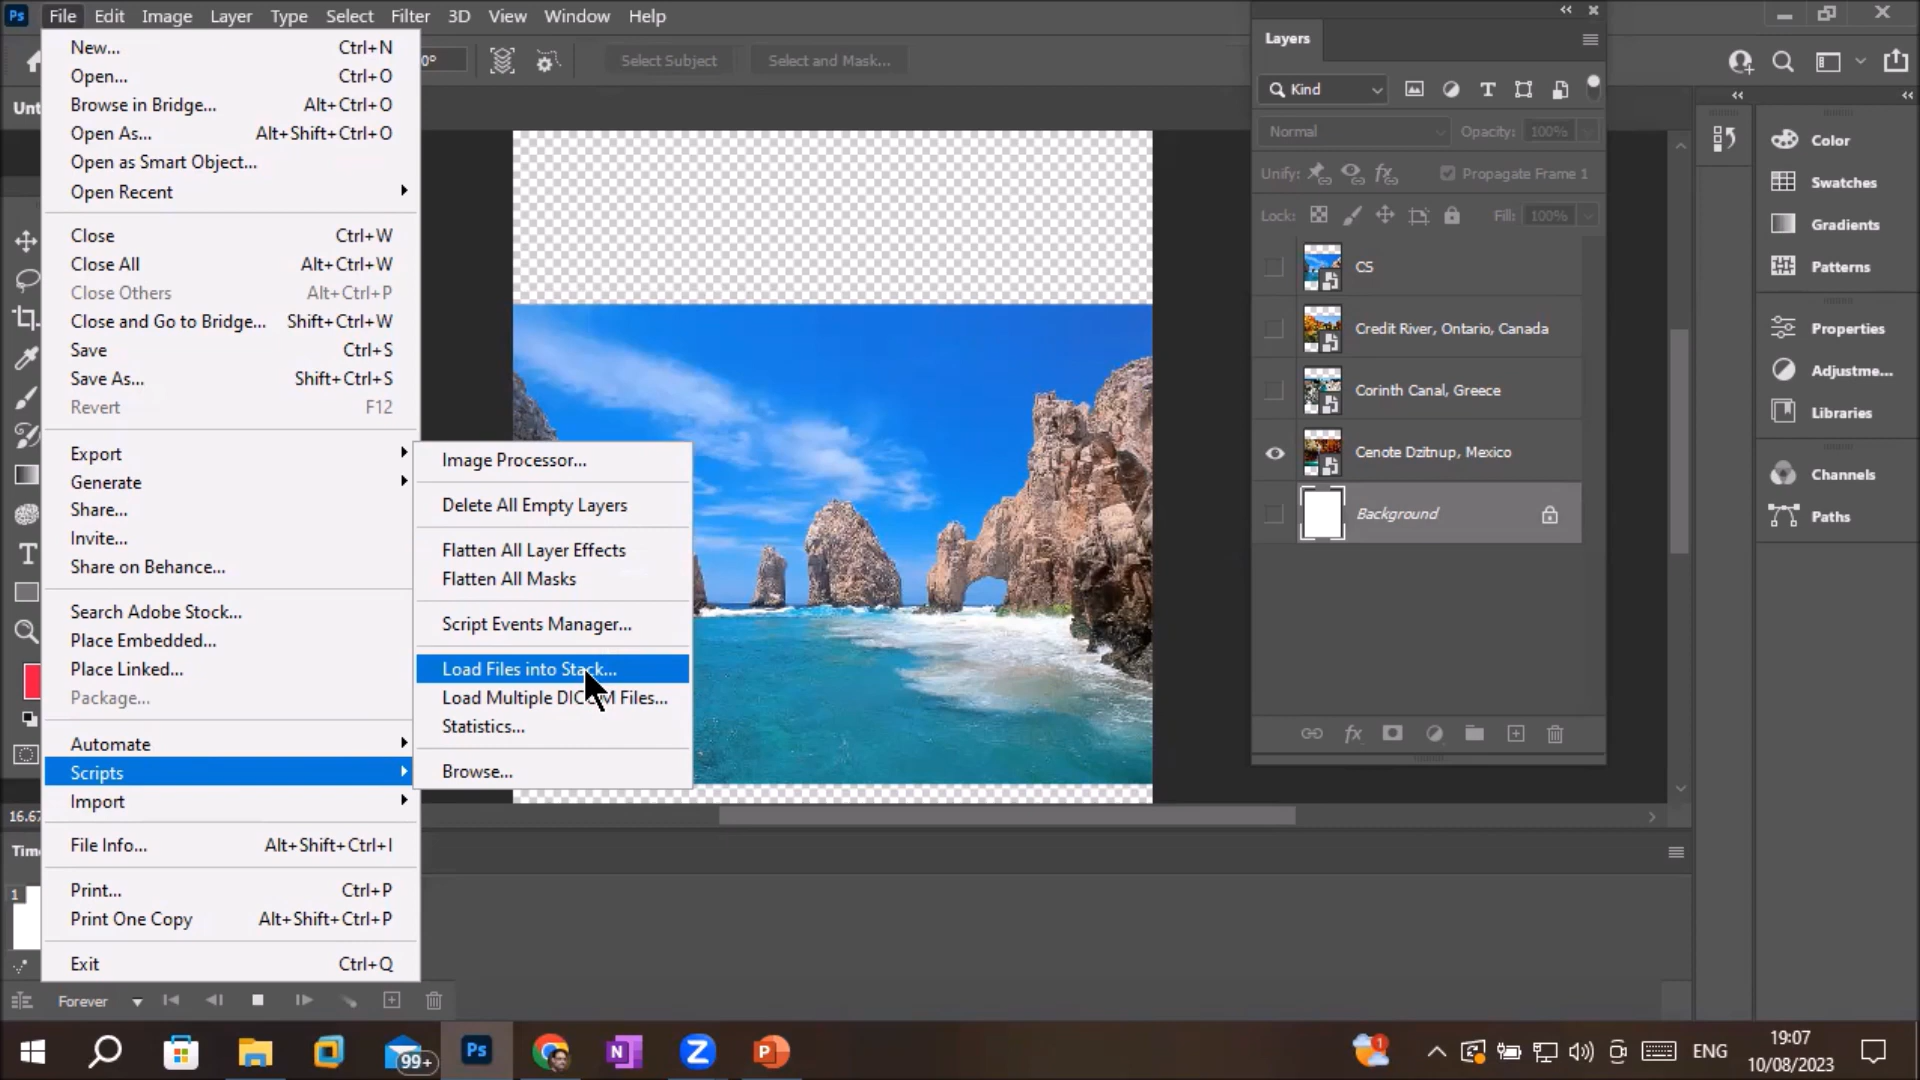 Ps File Edit Image Layer Type Select Filter 3D View Window Help
New... Ctrl+N
Open... Ctrl+O
Browse in Bridge... Alt+Ctrl+O
Open As... Alt+Shift+Ctrl+O
Open as Smart Object...
Open Recent
Close Ctrl+W
Close All Alt+Ctrl+W
Close Others Alt+Ctrl+P
Close and Go to Bridge... Shift+Ctrl+W
Save Ctrl+S
Save As... Shift+Ctrl+S
Revert F12
Export
Generate
Share...
Invite...
Share on Behance...
Search Adobe Stock...
Place Embedded...
Place Linked...
Package...
Automate
Scripts
Import
File Info... Alt+Shift+Ctrl+I
Print... Ctrl+P
Print One Copy Alt+Shift+Ctrl+P
Exit Ctrl+Q
Image Processor...
Delete All Empty Layers
Flatten All Layer Effects
Flatten All Masks
Script Events Manager...
Load Files into Stack...
Load Multiple DICOM Files...
Statistics...
Browse...
0° Select Subject Select and Mask...
Unt
16.67
Time
1
Forever
Layers
Kind
Normal Opacity: 100%
Unify: Propagate Frame 1
Lock: Fill: 100%
CS
Credit River, Ontario, Canada
Corinth Canal, Greece
Cenote Dzitnup, Mexico
Background
fx
Color
Swatches
Gradients
Patterns
Properties
Adjustme...
Libraries
Channels
Paths
99+
Ps
N
Z
P
1
ENG
19:07
10/08/2023